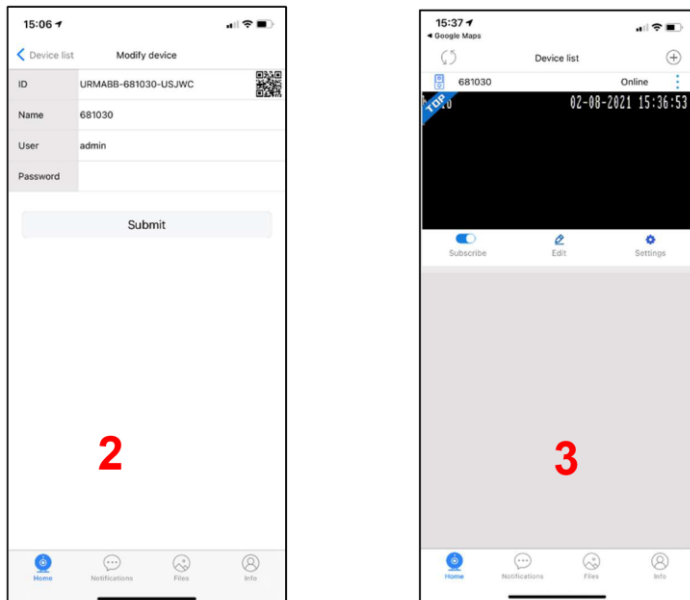 15:06
Device list
Modify device
ID
URMABB-681030-USJWC
Name
681030
User
admin
Password
Submit
2
Home
Notifications
Files
Info
15:37
Google Maps
Device list
681030
Online
TOP
02-08-2021 15:36:53
Subscribe
Edit
Settings
3
Home
Notifications
Files
Info